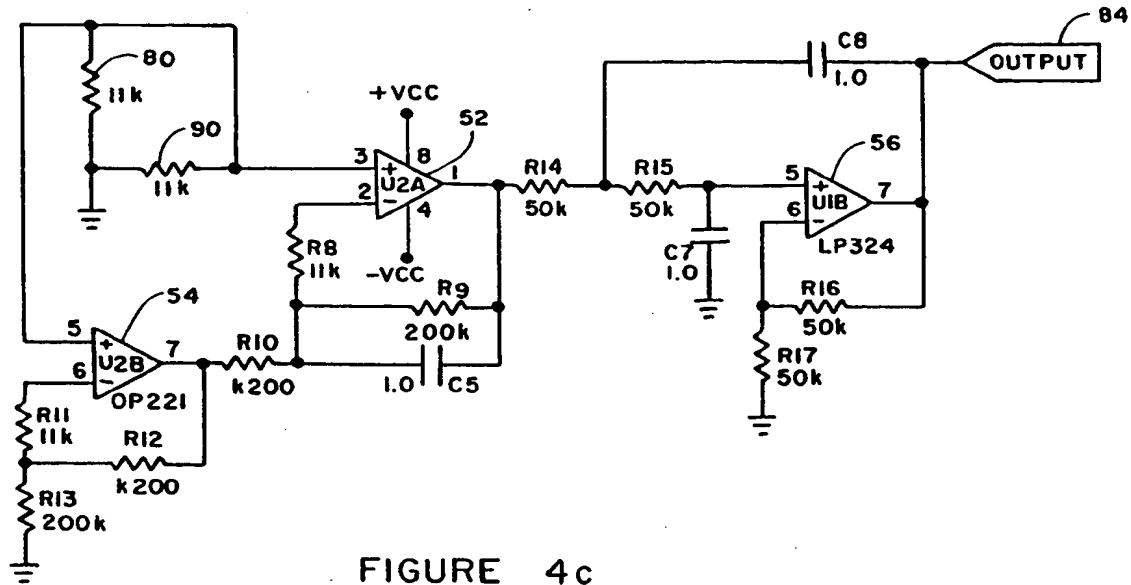 84
C8
1.0
OUTPUT
80
11k
90
11k
+VCC
52
3
+
8
1
U2A
2
-
4
-VCC
R14
50k
R15
50k
56
5
+
7
U1B
6
-
LP324
C7
1.0
R8
11k
R9
200k
R16
50k
R17
50k
54
5
+
7
U2B
6
-
OP221
R10
k200
1.0
C5
R11
11k
R12
k200
R13
200k
FIGURE 4c